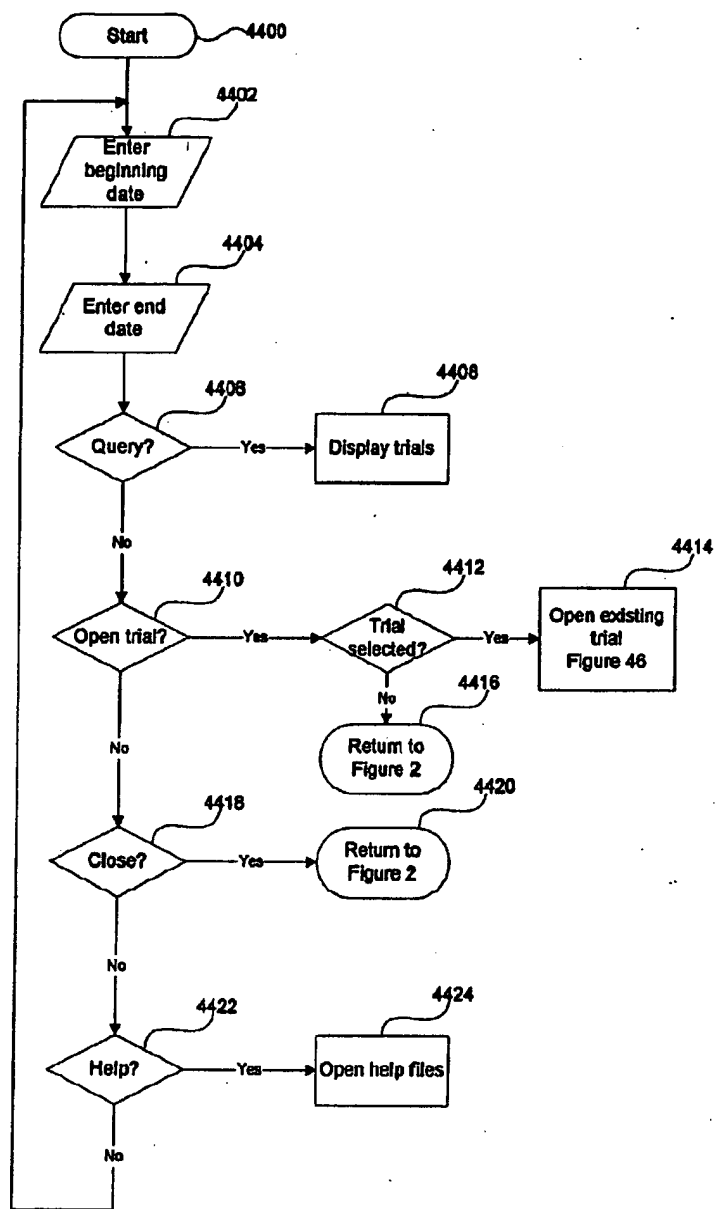 Start
4400
4402
Enter
beginning
date
4404
Enter end
date
4408
Query?
Yes
4408
Display trials
No
4410
Open trial?
Yes
4412
Trial
selected?
Yes
4414
Open existing
trial
Figure 46
No
4416
Return to
Figure 2
No
4418
Close?
Yes
4420
Return to
Figure 2
No
4422
Help?
Yes
4424
Open help files
No